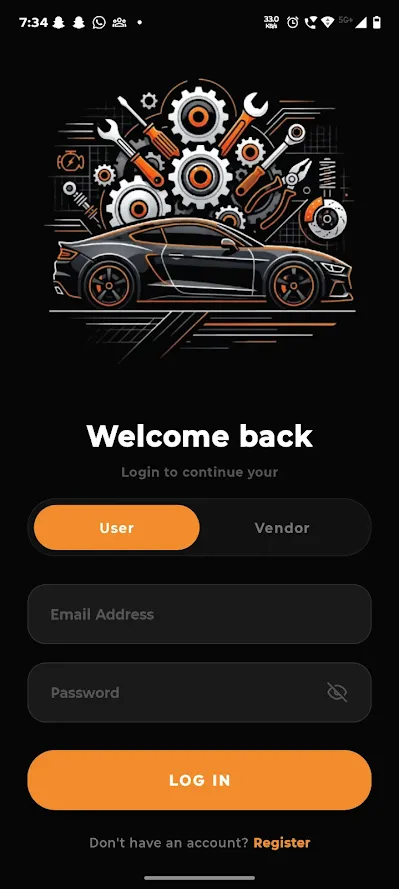 7:34 33.0 KB/s 5G+
Welcome back
Login to continue your
User Vendor
Email Address
Password
LOG IN
Don't have an account? Register